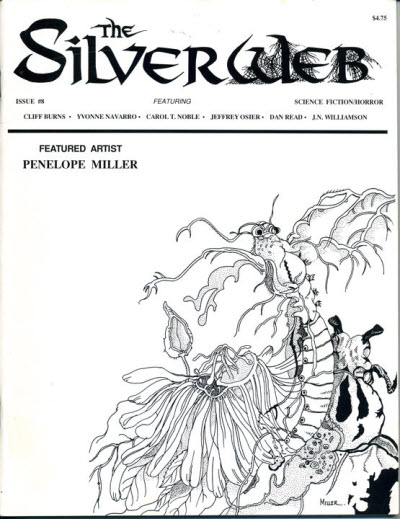 $4.75
The
SilverWeb
ISSUE #8 FEATURING SCIENCE FICTION/HORROR
CLIFF BURNS • YVONNE NAVARRO • CAROL T. NOBLE • JEFFREY OSIER • DAN READ • J.N. WILLIAMSON
FEATURED ARTIST
PENELOPE MILLER
MILLER